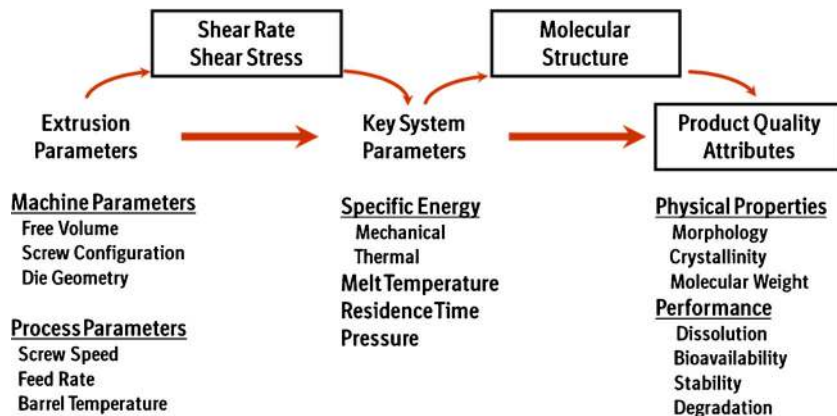 Shear Rate
Shear Stress
Molecular
Structure
Extrusion
Parameters
Key System
Parameters
Product Quality
Attributes
Machine Parameters
Free Volume
Screw Configuration
Die Geometry
Process Parameters
Screw Speed
Feed Rate
Barrel Temperature
Specific Energy
Mechanical
Thermal
Melt Temperature
Residence Time
Pressure
Physical Properties
Morphology
Crystallinity
Molecular Weight
Performance
Dissolution
Bioavailability
Stability
Degradation